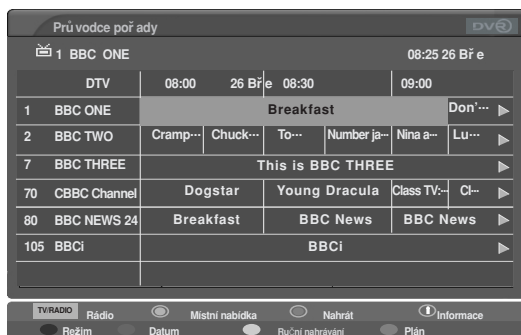 Průvodce pořady DVR
1 BBC ONE 08:25 26 Bře
DTV 08:00 26 Bře 08:30 09:00
1 BBC ONE Breakfast Don'···
2 BBC TWO Cramp··· Chuck··· To··· Number ja··· Nina a··· Lu···
7 BBC THREE This is BBC THREE
70 CBBC Channel Dogstar Young Dracula Class TV:··· Cl···
80 BBC NEWS 24 Breakfast BBC News BBC News
105 BBCi BBCi
TV/RADIO Rádio Místní nabídka Nahrát Informace
Režim Datum Ruční nahrávání Plán